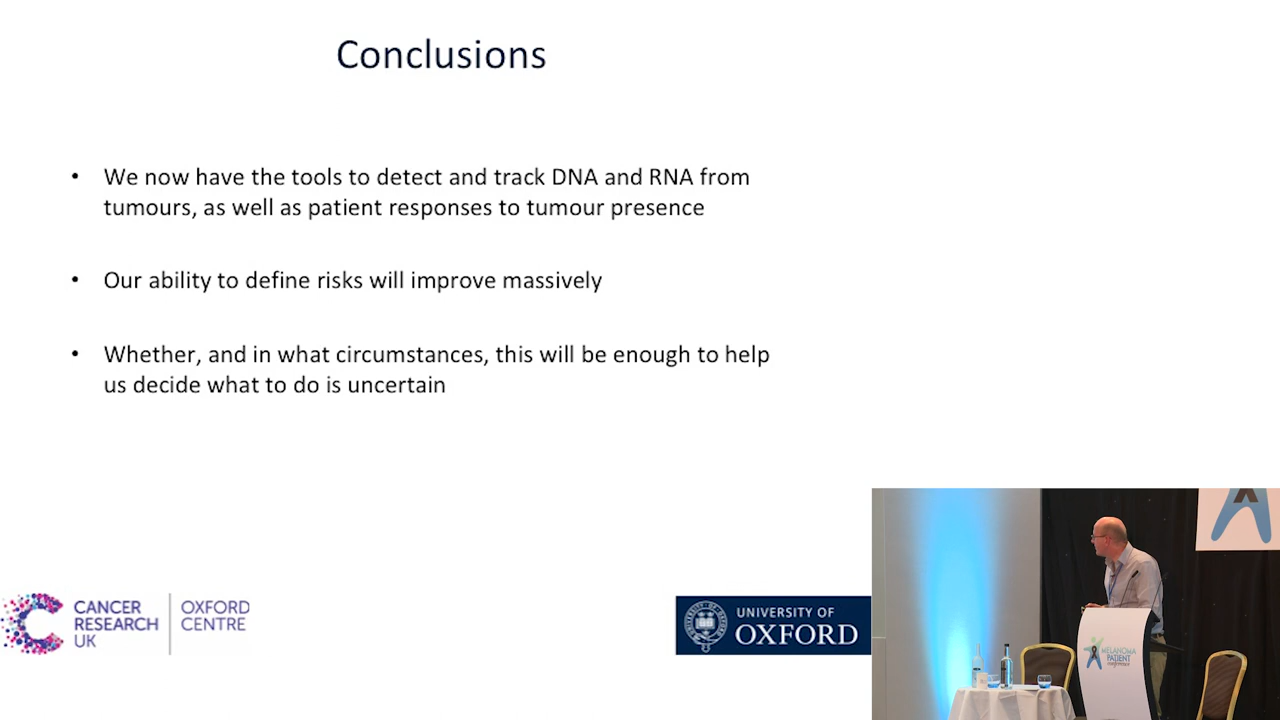 Conclusions
• We now have the tools to detect and track DNA and RNA from
tumours, as well as patient responses to tumour presence
• Our ability to define risks will improve massively
• Whether, and in what circumstances, this will be enough to help
us decide what to do is uncertain
CANCER
RESEARCH
UK
OXFORD
CENTRE
UNIVERSITY OF
OXFORD
MELANOMA
PATIENT
conference